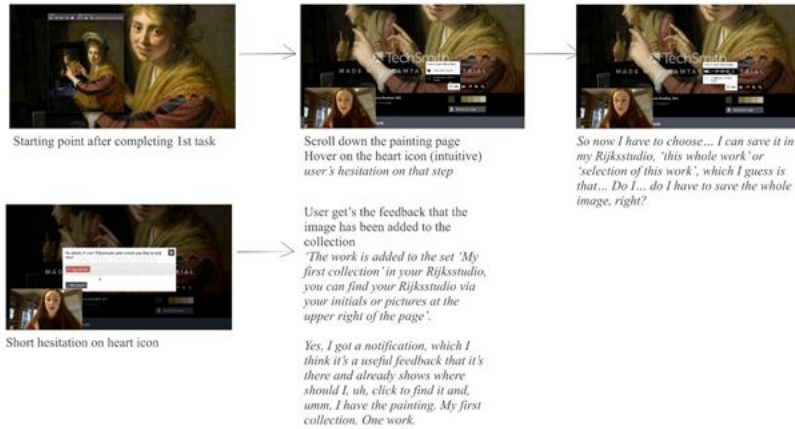 TechSmith
TechSmith
Starting point after completing 1st task
Scroll down the painting page
Hover on the heart icon (intuitive)
user's hesitation on that step
So now I have to choose… I can save it in
my Rijksstudio, 'this whole work' or
'selection of this work', which I guess is
that… Do I… do I have to save the whole
image, right?
Short hesitation on heart icon
User get's the feedback that the
image has been added to the
collection
'The work is added to the set 'My
first collection' in your Rijksstudio,
you can find your Rijksstudio via
your initials or pictures at the
upper right of the page'.
Yes, I got a notification, which I
think it's a useful feedback that it's
there and already shows where
should I, uh, click to find it and,
umm, I have the painting. My first
collection. One work.